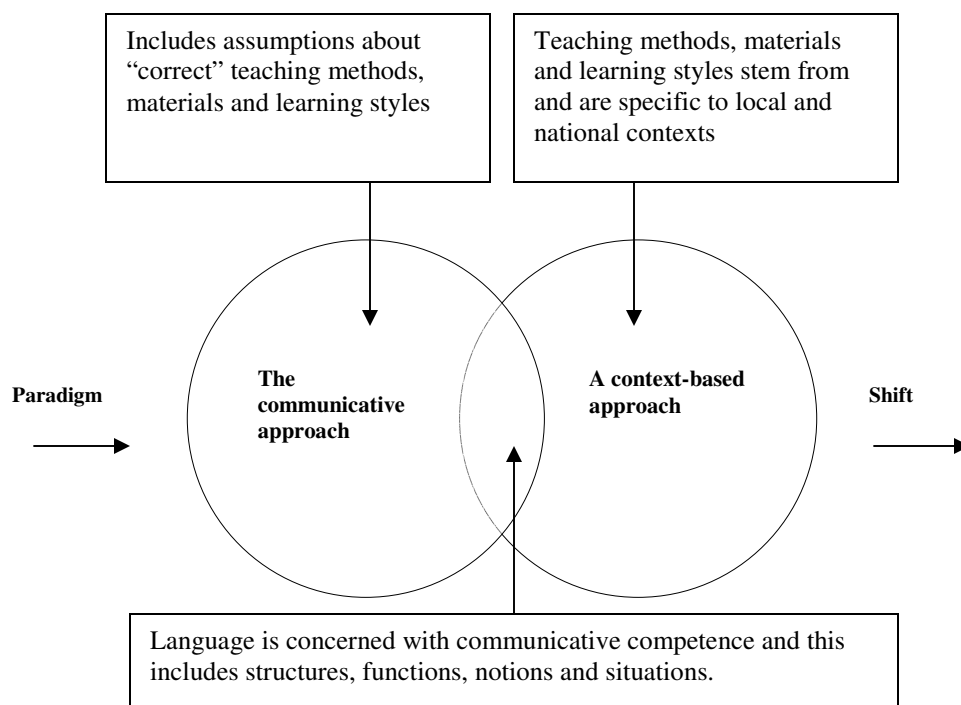 Includes assumptions about
“correct” teaching methods,
materials and learning styles
Teaching methods, materials
and learning styles stem from
and are specific to local and
national contexts
Paradigm
The
communicative
approach
A context-based
approach
Shift
Language is concerned with communicative competence and this
includes structures, functions, notions and situations.